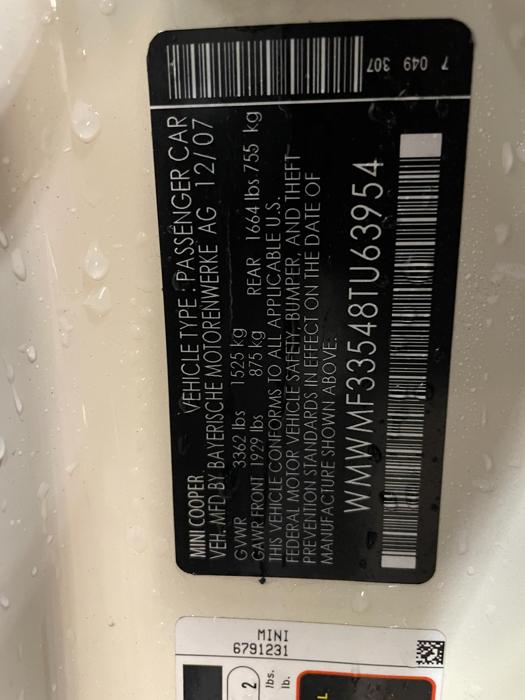 7 049 307
MINI COOPER VEHICLE TYPE : PASSENGER CAR
VEH. MFD BY BAYERISCHE MOTORENWERKE AG 12/07
GVWR 3362 lbs 1525 kg
GAWR FRONT 1929 lbs 875 kg REAR 1664 lbs 755 kg
THIS VEHICLE CONFORMS TO ALL APPLICABLE U.S.
FEDERAL MOTOR VEHICLE SAFETY, BUMPER, AND THEFT
PREVENTION STANDARDS IN EFFECT ON THE DATE OF
MANUFACTURE SHOWN ABOVE:
WMWMF33548TU63954
MINI
6791231
2
lbs.
lb.